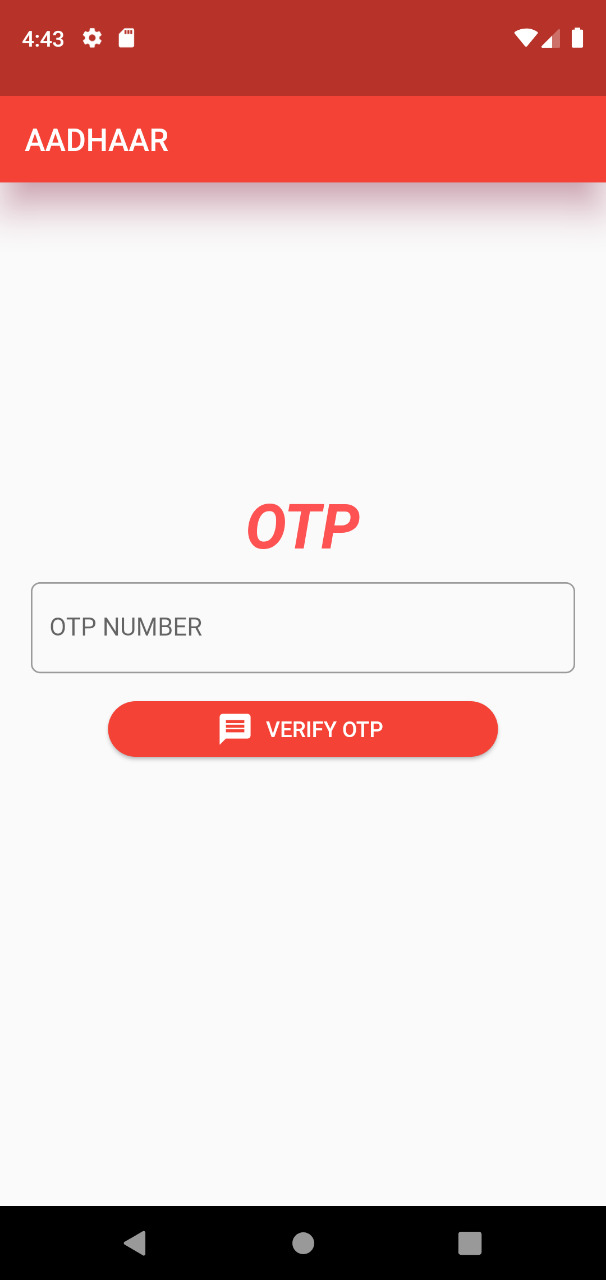 4:43
AADHAAR
OTP
OTP NUMBER
VERIFY OTP